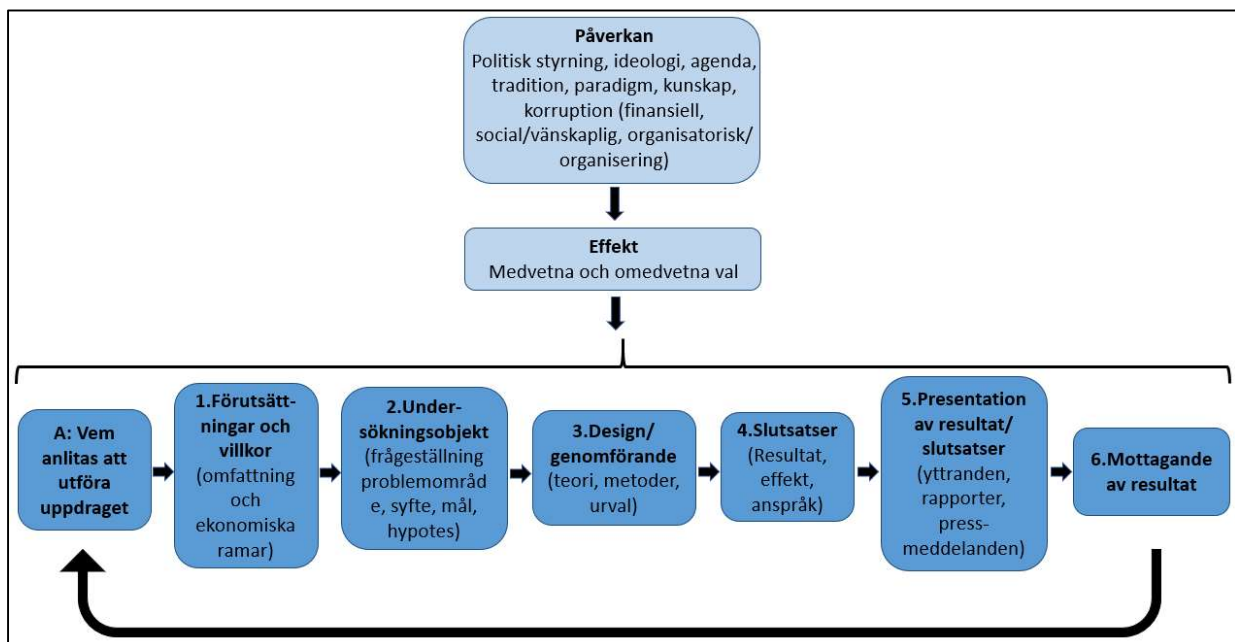 Påverkan
Politisk styrning, ideologi, agenda,
tradition, paradigm, kunskap,
korruption (finansiell,
social/vänskaplig, organisatorisk/
organisering)
Effekt
Medvetna och omedvetna val
A: Vem
anlitas att
utföra
uppdraget
1.Förutsätt-
ningar och
villkor
(omfattning
och
ekonomiska
ramar)
2.Under-
sökningsobjekt
(frågeställning
problemområd
e, syfte, mål,
hypotes)
3.Design/
genomförande
(teori, metoder,
urval)
4.Slutsatser
(Resultat,
effekt,
anspråk)
5.Presentation
av resultat/
slutsatser
(yttranden,
rapporter,
press-
meddelanden)
6.Mottagande
av resultat